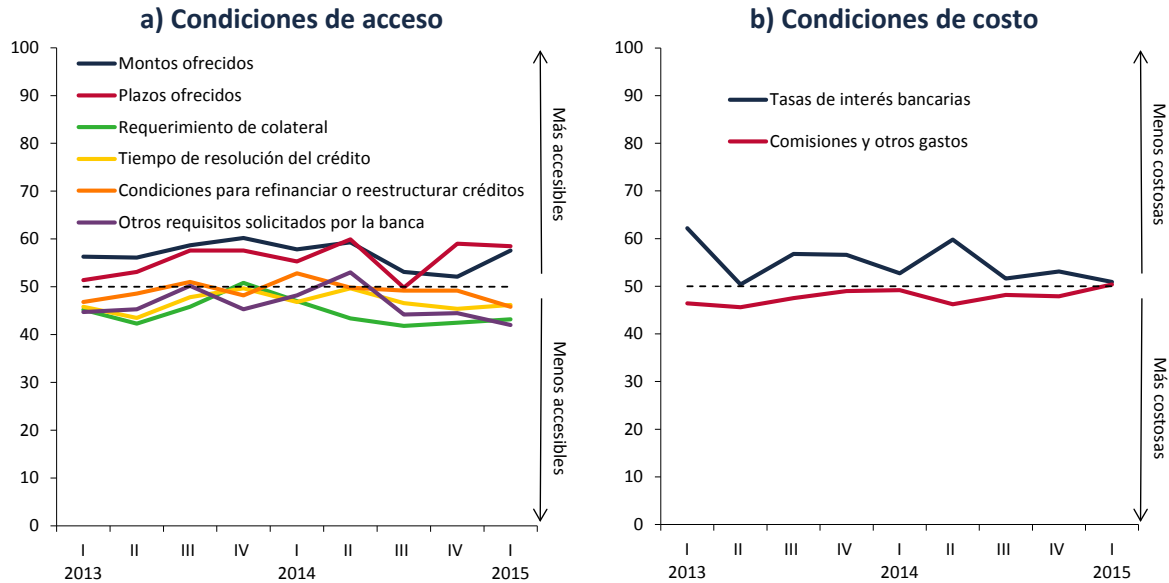 a) Condiciones de acceso
100
90
80
70
60
50
40
30
20
10
0
Montos ofrecidos
Plazos ofrecidos
Requerimiento de colateral
Tiempo de resolución del crédito
Condiciones para refinanciar o reestructurar créditos
Otros requisitos solicitados por la banca
Más accesibles
Menos accesibles
I II III IV I II III IV I
2013 2014 2015
b) Condiciones de costo
100
90
80
70
60
50
40
30
20
10
0
Tasas de interés bancarias
Comisiones y otros gastos
Menos costosas
Más costosas
I II III IV I II III IV I
2013 2014 2015